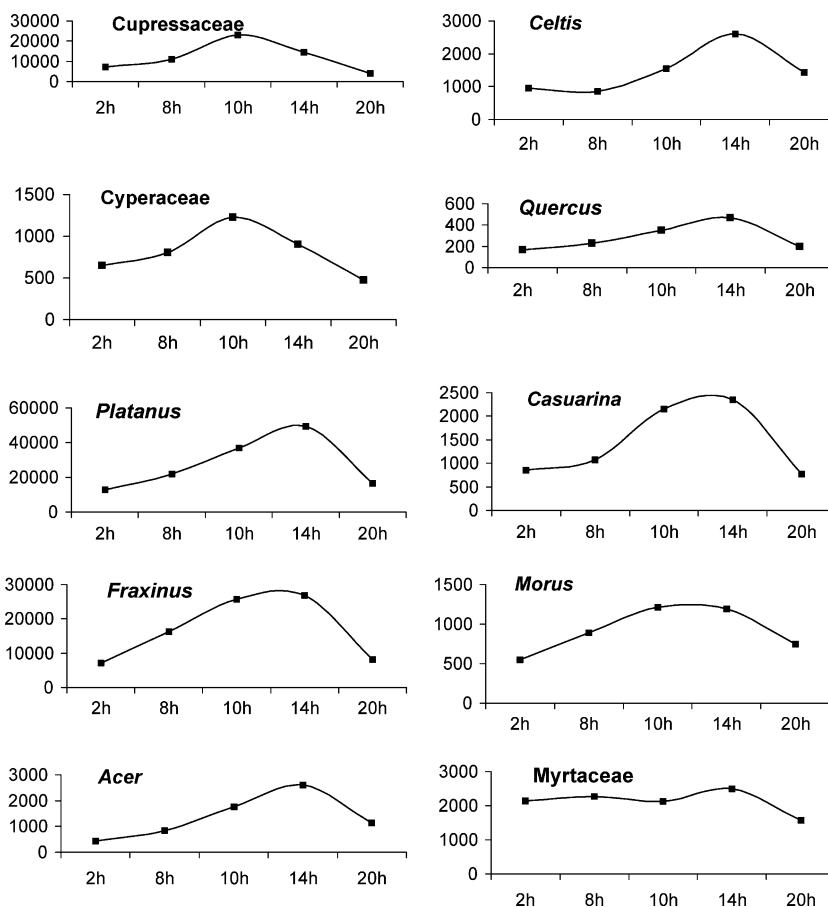 Cupressaceae
30000
20000
10000
0
2h 8h 10h 14h 20h
Celtis
3000
2000
1000
0
2h 8h 10h 14h 20h
Cyperaceae
1500
1000
500
0
2h 8h 10h 14h 20h
Quercus
600
400
200
0
2h 8h 10h 14h 20h
Platanus
60000
40000
20000
0
2h 8h 10h 14h 20h
Casuarina
2500
2000
1500
1000
500
0
2h 8h 10h 14h 20h
Fraxinus
30000
20000
10000
0
2h 8h 10h 14h 20h
Morus
1500
1000
500
0
2h 8h 10h 14h 20h
Acer
3000
2000
1000
0
2h 8h 10h 14h 20h
Myrtaceae
3000
2000
1000
0
2h 8h 10h 14h 20h